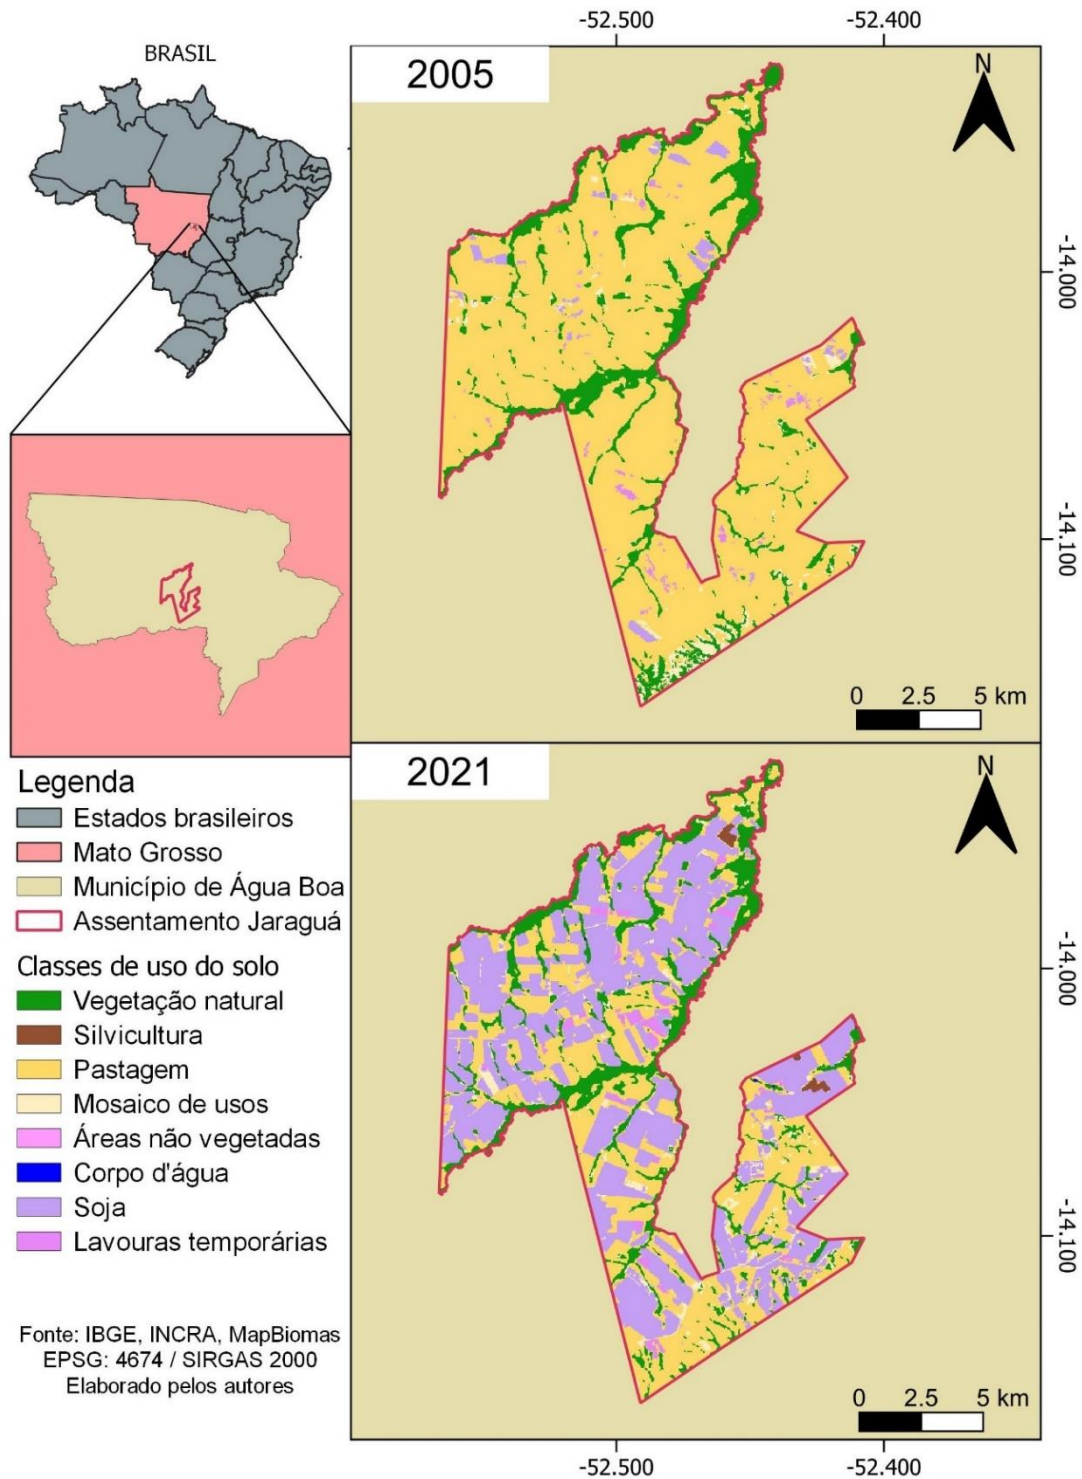 -52.500
-52.400
BRASIL
2005
N
-14.000
-14.100
0 2.5 5 km
2021
N
Legenda
Estados brasileiros
Mato Grosso
Município de Água Boa
Assentamento Jaraguá
Classes de uso do solo
Vegetação natural
Silvicultura
Pastagem
Mosaico de usos
Áreas não vegetadas
Corpo d'água
Soja
Lavouras temporárias
-14.000
-14.100
Fonte: IBGE, INCRA, MapBiomas
EPSG: 4674 / SIRGAS 2000
Elaborado pelos autores
0 2.5 5 km
-52.500
-52.400